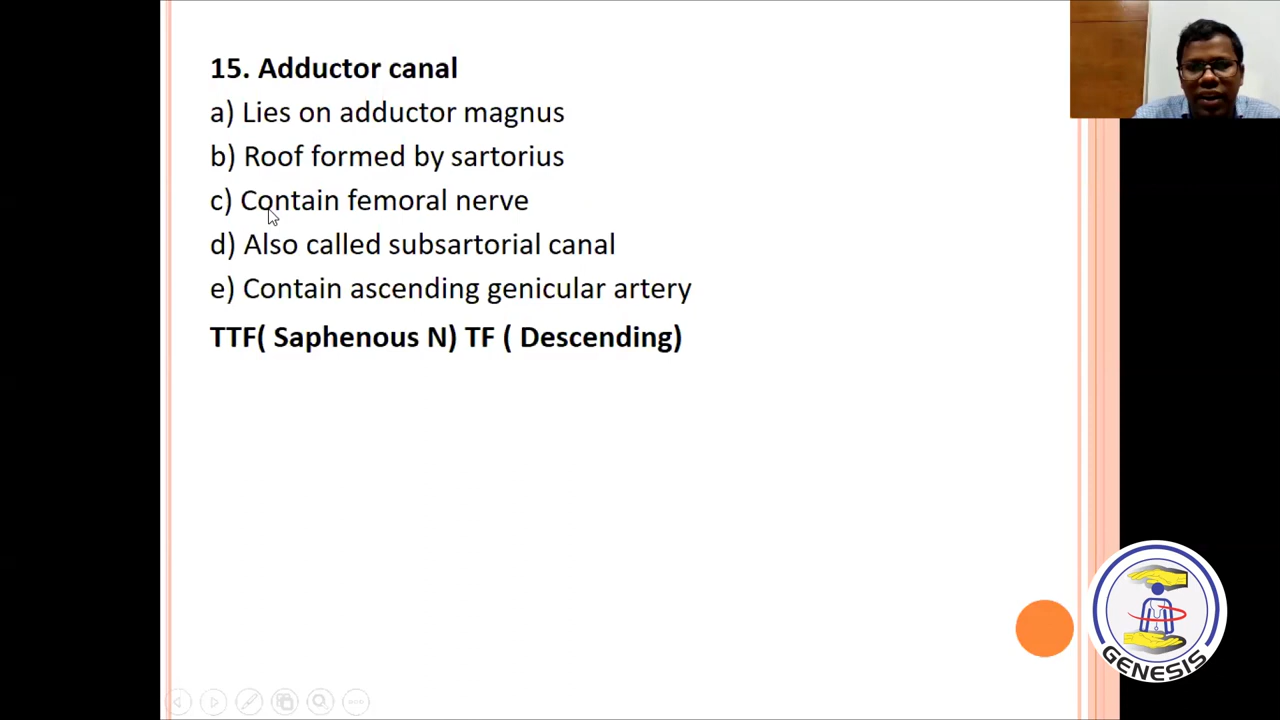 15. Adductor canal
a) Lies on adductor magnus
b) Roof formed by sartorius
c) Contain femoral nerve
d) Also called subsartorial canal
e) Contain ascending genicular artery
TTF( Saphenous N) TF ( Descending)
GENESIS